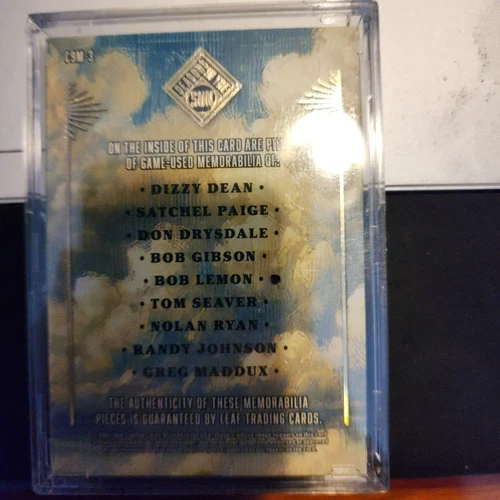 CSM-3
ON THE INSIDE OF THIS CARD ARE
OF GAME-USED MEMORABILIA OF:
• DIZZY DEAN •
• SATCHEL PAIGE •
• DON DRYSDALE •
• BOB GIBSON •
• BOB LEMON •
• TOM SEAVER •
• NOLAN RYAN •
• RANDY JOHNSON •
• GREG MADDUX •
THE AUTHENTICITY OF THESE MEMORABILIA
PIECES IS GUARANTEED BY LEAF TRADING CARDS.